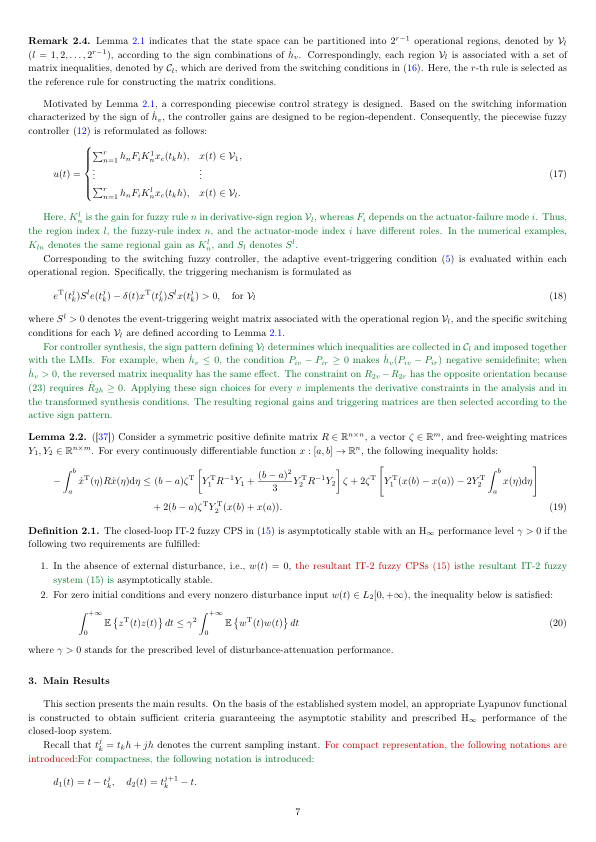 Remark 2.4. Lemma 2.1 indicates that the state space can be partitioned into 2^{r−1} operational regions, denoted by 𝒱_l
(l = 1, 2, . . . , 2^{r−1}), according to the sign combinations of ḣ_v. Correspondingly, each region 𝒱_l is associated with a set of
matrix inequalities, denoted by 𝒞_l, which are derived from the switching conditions in (16). Here, the r-th rule is selected as
the reference rule for constructing the matrix conditions.
Motivated by Lemma 2.1, a corresponding piecewise control strategy is designed. Based on the switching information
characterized by the sign of ḣ_v, the controller gains are designed to be region-dependent. Consequently, the piecewise fuzzy
controller (12) is reformulated as follows:
u(t) = { ∑_{n=1}^{r} h_n F_i K_n^1 x_c(t_k h), x(t) ∈ 𝒱_1,
⋮ ⋮
∑_{n=1}^{r} h_n F_i K_n^l x_c(t_k h), x(t) ∈ 𝒱_l. (17)
Here, K_n^l is the gain for fuzzy rule n in derivative-sign region 𝒱_l, whereas F_i depends on the actuator-failure mode i. Thus,
the region index l, the fuzzy-rule index n, and the actuator-mode index i have different roles. In the numerical examples,
K_{ln} denotes the same regional gain as K_n^l, and S_l denotes S^l.
Corresponding to the switching fuzzy controller, the adaptive event-triggering condition (5) is evaluated within each
operational region. Specifically, the triggering mechanism is formulated as
e^T(t_k^j)S^l e(t_k^j) − δ(t)x^T(t_k^j)S^l x(t_k^j) > 0, for 𝒱_l (18)
where S^l > 0 denotes the event-triggering weight matrix associated with the operational region 𝒱_l, and the specific switching
conditions for each 𝒱_l are defined according to Lemma 2.1.
For controller synthesis, the sign pattern defining 𝒱_l determines which inequalities are collected in 𝒞_l and imposed together
with the LMIs. For example, when ḣ_v ≤ 0, the condition P_{iv} − P_{ir} ≥ 0 makes ḣ_v(P_{iv} − P_{ir}) negative semidefinite; when
ḣ_v > 0, the reversed matrix inequality has the same effect. The constraint on R_{2v} − R_{2r} has the opposite orientation because
(23) requires Ṙ_{2h} ≥ 0. Applying these sign choices for every v implements the derivative constraints in the analysis and in
the transformed synthesis conditions. The resulting regional gains and triggering matrices are then selected according to the
active sign pattern.
Lemma 2.2. ([37]) Consider a symmetric positive definite matrix R ∈ ℝ^{n×n}, a vector ζ ∈ ℝ^m, and free-weighting matrices
Y_1, Y_2 ∈ ℝ^{n×m}. For every continuously differentiable function x : [a, b] → ℝ^n, the following inequality holds:
− ∫_a^b ẋ^T(η)Rẋ(η)dη ≤ (b − a)ζ^T [ Y_1^T R^{−1} Y_1 + \frac{(b − a)^2}{3} Y_2^T R^{−1} Y_2 ] ζ + 2ζ^T [ Y_1^T(x(b) − x(a)) − 2Y_2^T ∫_a^b x(η)dη ]
+ 2(b − a)ζ^T Y_2^T(x(b) + x(a)). (19)
Definition 2.1. The closed-loop IT-2 fuzzy CPS in (15) is asymptotically stable with an H_∞ performance level γ > 0 if the
following two requirements are fulfilled:
1. In the absence of external disturbance, i.e., w(t) = 0, the resultant IT-2 fuzzy CPSs (15) isthe resultant IT-2 fuzzy
system (15) is asymptotically stable.
2. For zero initial conditions and every nonzero disturbance input w(t) ∈ L_2[0, +∞), the inequality below is satisfied:
∫_0^{+∞} 𝔼 { z^T(t)z(t) } dt ≤ γ^2 ∫_0^{+∞} 𝔼 { w^T(t)w(t) } dt (20)
where γ > 0 stands for the prescribed level of disturbance-attenuation performance.
3. Main Results
This section presents the main results. On the basis of the established system model, an appropriate Lyapunov functional
is constructed to obtain sufficient criteria guaranteeing the asymptotic stability and prescribed H_∞ performance of the
closed-loop system.
Recall that t_k^j = t_k h + jh denotes the current sampling instant. For compact representation, the following notations are
introduced:For compactness, the following notation is introduced:
d_1(t) = t − t_k^j, d_2(t) = t_k^{j+1} − t.
7